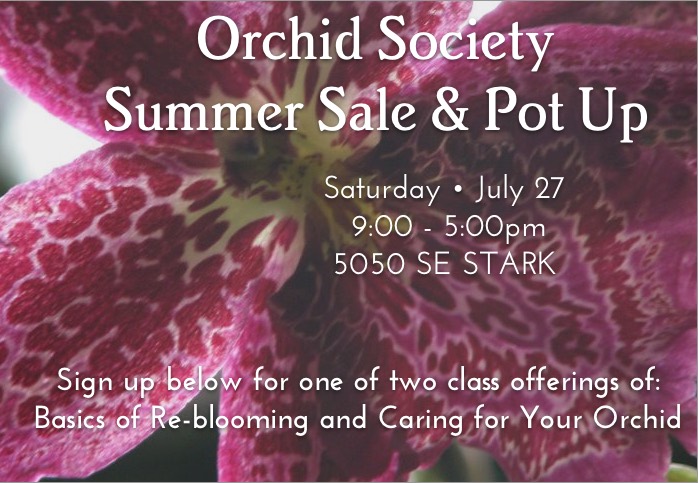 Orchid Society
Summer Sale & Pot Up
Saturday • July 27
9:00 - 5:00pm
5050 SE STARK
Sign up below for one of two class offerings of:
Basics of Re-blooming and Caring for Your Orchid